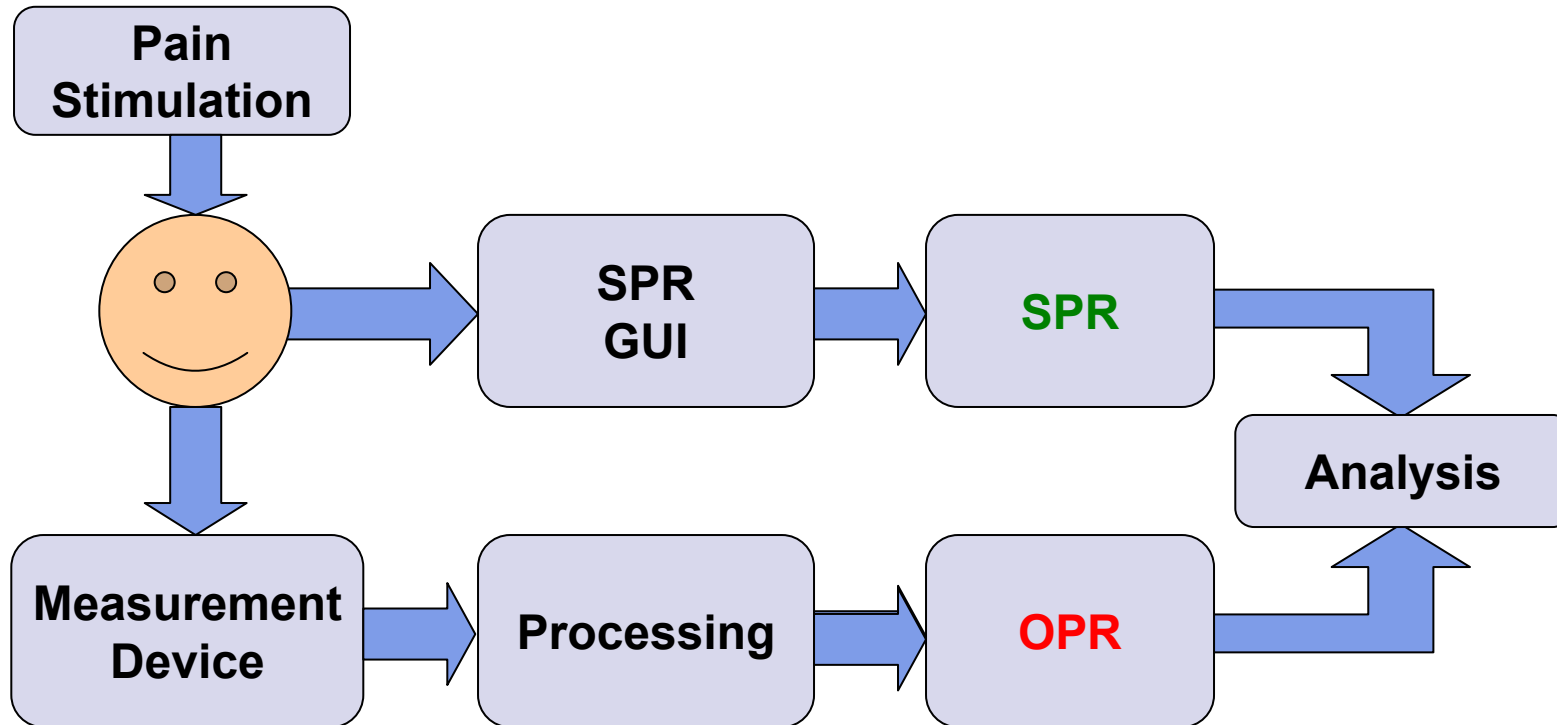 Pain
Stimulation
SPR
GUI
SPR
Analysis
Measurement
Device
Processing
OPR